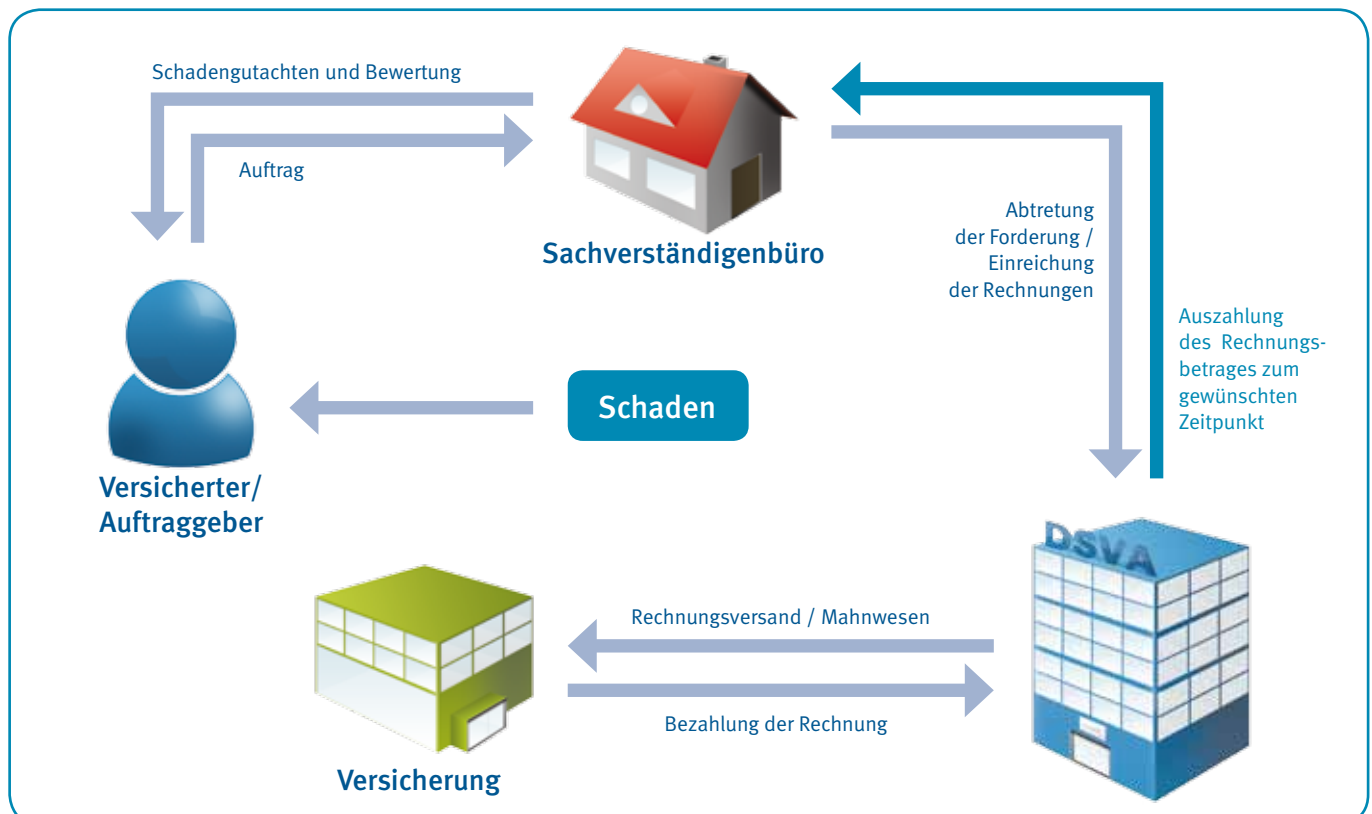 Schadengutachten und Bewertung
Auftrag
Sachverständigenbüro
Abtretung
der Forderung /
Einreichung
der Rechnungen
Auszahlung
des Rechnungs-
betrages zum
gewünschten
Zeitpunkt
Schaden
Versicherter/
Auftraggeber
DSVA
Rechnungsversand / Mahnwesen
Bezahlung der Rechnung
Versicherung